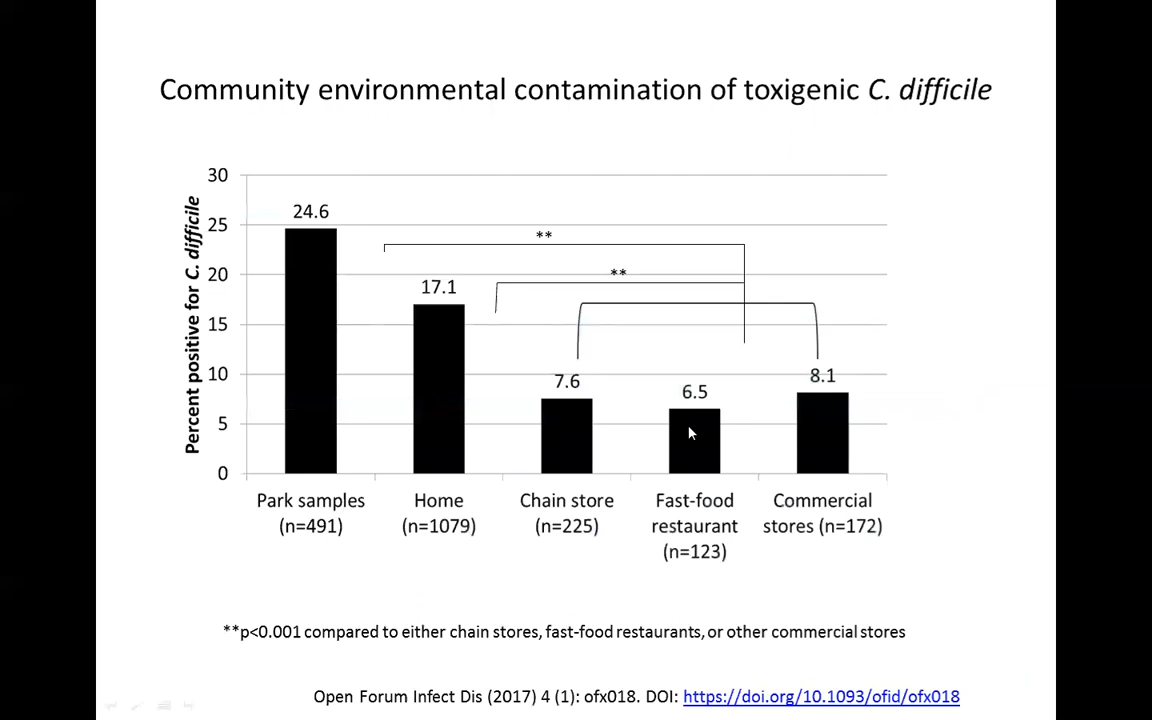 Community environmental contamination of toxigenic C. difficile
Percent positive for C. difficile
30
25
20
15
10
5
0
24.6
17.1
7.6
6.5
8.1
**
**
Park samples
(n=491)
Home
(n=1079)
Chain store
(n=225)
Fast-food
restaurant
(n=123)
Commercial
stores (n=172)
**p<0.001 compared to either chain stores, fast-food restaurants, or other commercial stores
Open Forum Infect Dis (2017) 4 (1): ofx018. DOI: https://doi.org/10.1093/ofid/ofx018